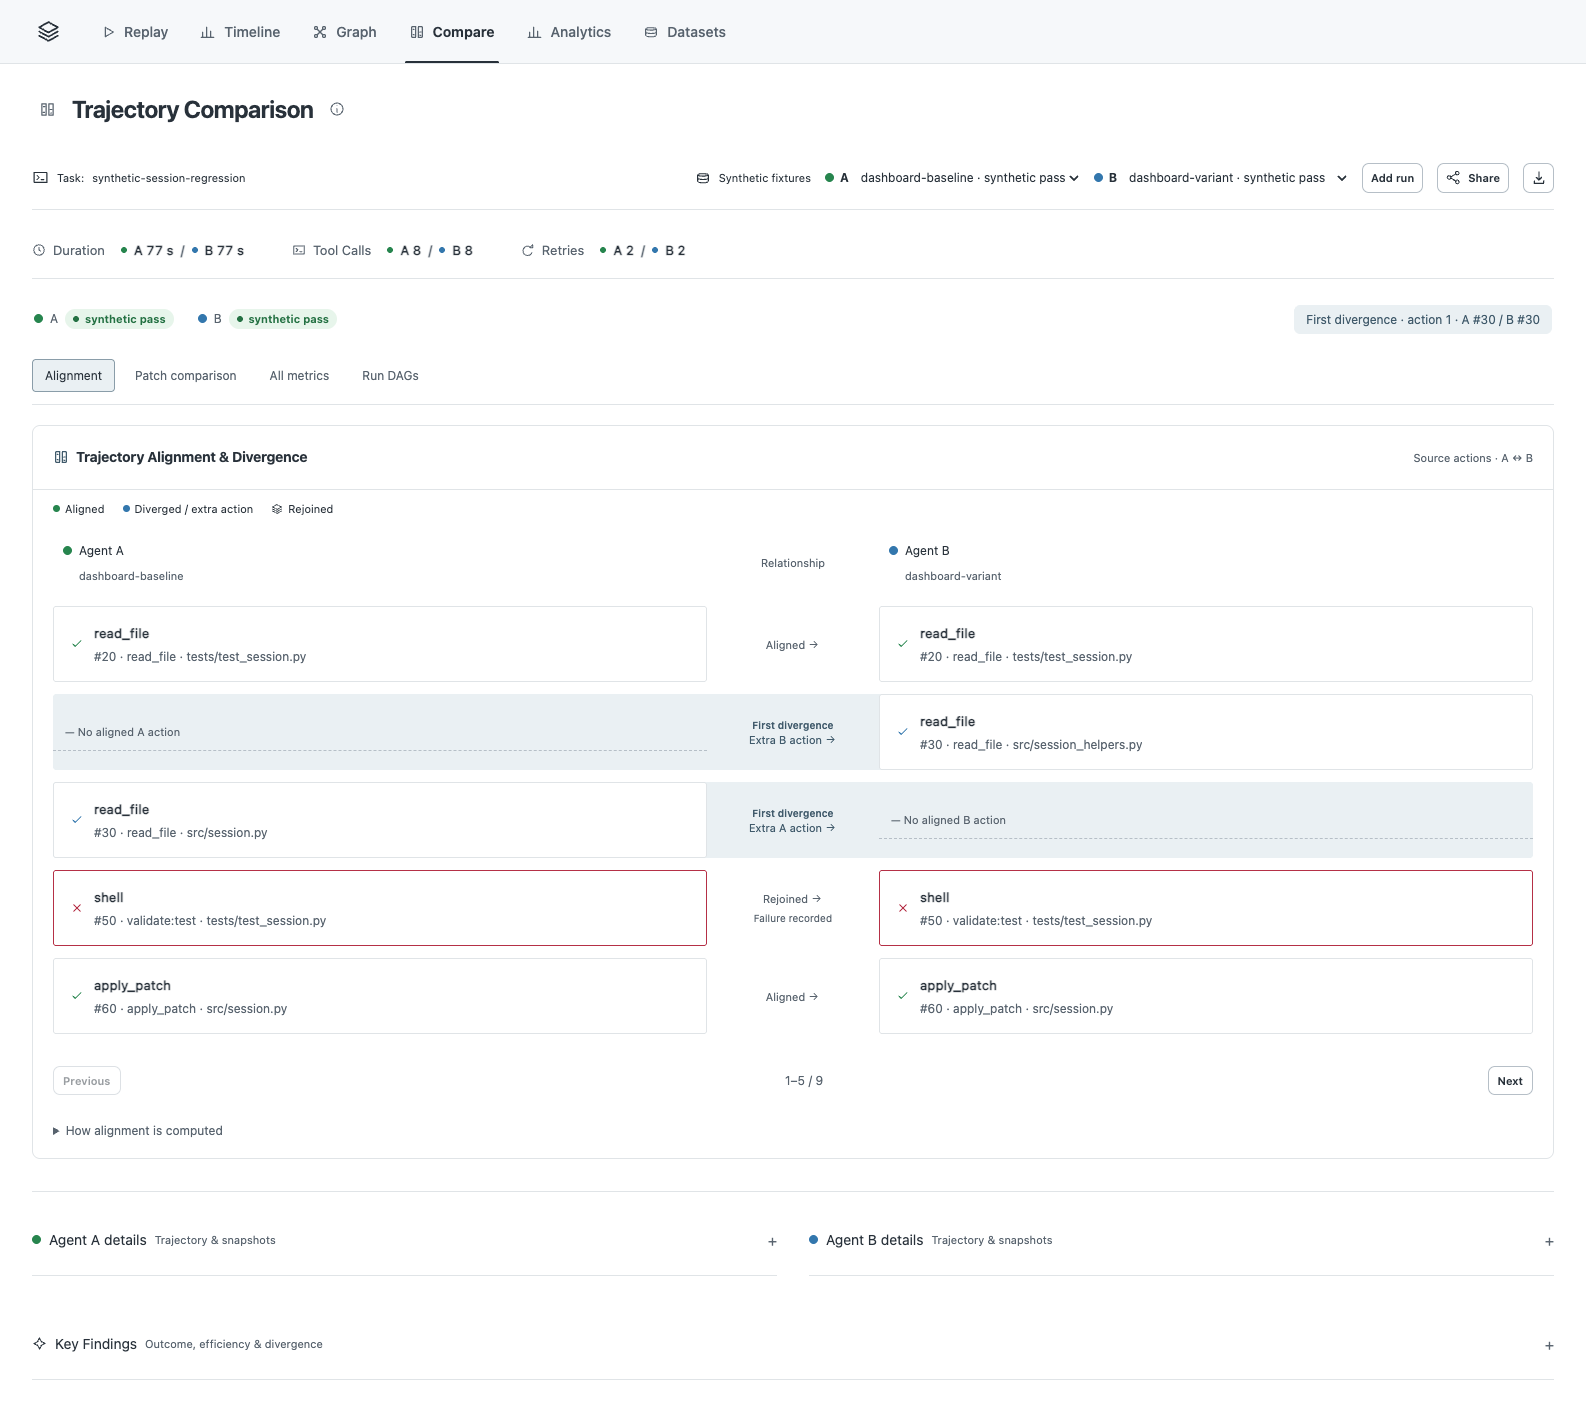 Replay Timeline Graph Compare Analytics Datasets
Trajectory Comparison
Task: synthetic-session-regression
Synthetic fixtures A dashboard-baseline · synthetic pass B dashboard-variant · synthetic pass Add run Share
Duration A 77 s / B 77 s Tool Calls A 8 / B 8 Retries A 2 / B 2
A synthetic pass B synthetic pass First divergence · action 1 · A #30 / B #30
Alignment Patch comparison All metrics Run DAGs
Trajectory Alignment & Divergence Source actions · A ↔ B
Aligned Diverged / extra action Rejoined
Agent A
dashboard-baseline
Relationship
Agent B
dashboard-variant
read_file
#20 · read_file · tests/test_session.py
Aligned →
read_file
#20 · read_file · tests/test_session.py
— No aligned A action
First divergence
Extra B action →
read_file
#30 · read_file · src/session_helpers.py
read_file
#30 · read_file · src/session.py
First divergence
Extra A action →
— No aligned B action
shell
#50 · validate:test · tests/test_session.py
Rejoined →
Failure recorded
shell
#50 · validate:test · tests/test_session.py
apply_patch
#60 · apply_patch · src/session.py
Aligned →
apply_patch
#60 · apply_patch · src/session.py
Previous 1–5 / 9 Next
How alignment is computed
Agent A details Trajectory & snapshots +
Agent B details Trajectory & snapshots +
Key Findings Outcome, efficiency & divergence +